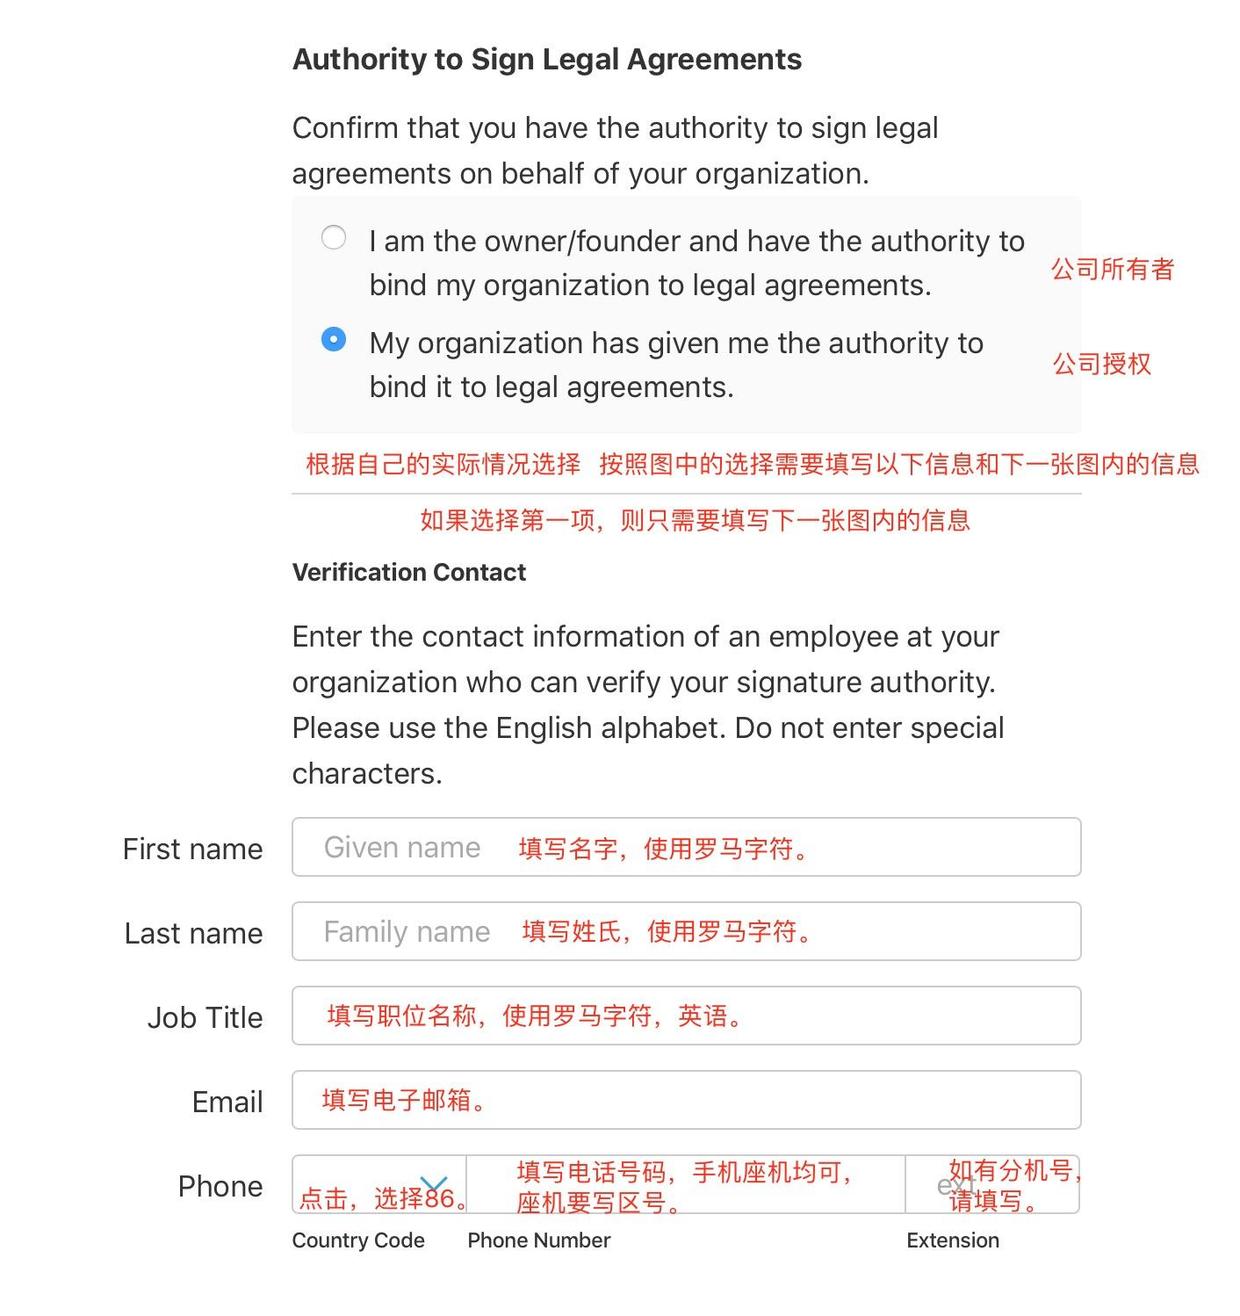 Authority to Sign Legal Agreements
Confirm that you have the authority to sign legal
agreements on behalf of your organization.
I am the owner/founder and have the authority to
bind my organization to legal agreements.
公司所有者
My organization has given me the authority to
bind it to legal agreements.
公司授权
根据自己的实际情况选择 按照图中的选择需要填写以下信息和下一张图内的信息
如果选择第一项，则只需要填写下一张图内的信息
Verification Contact
Enter the contact information of an employee at your
organization who can verify your signature authority.
Please use the English alphabet. Do not enter special
characters.
First name Given name 填写名字，使用罗马字符。
Last name Family name 填写姓氏，使用罗马字符。
Job Title 填写职位名称，使用罗马字符，英语。
Email 填写电子邮箱。
Phone 点击，选择86。
填写电话号码，手机座机均可，
座机要写区号。
ext
如有分机号，
请填写。
Country Code Phone Number Extension